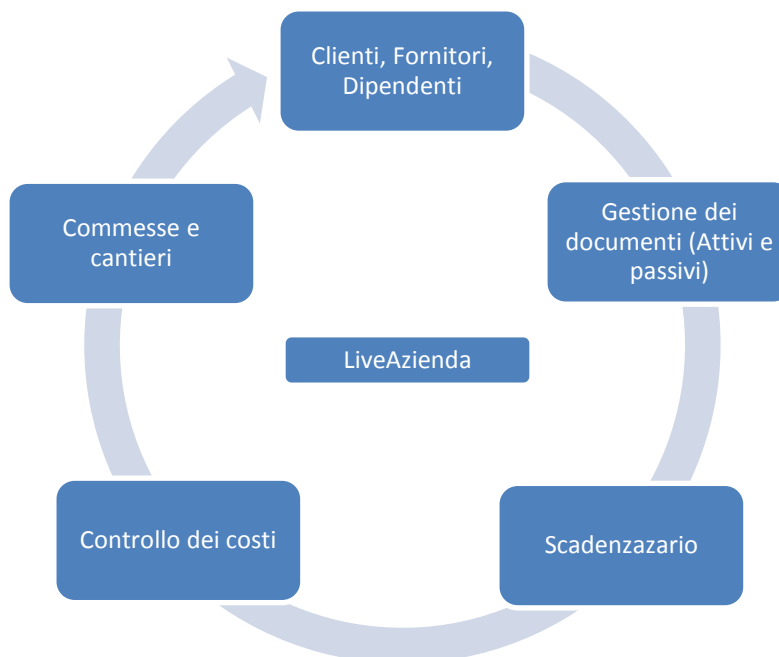 Clienti, Fornitori,
Dipendenti
Gestione dei
documenti (Attivi e
passivi)
Scadenzazario
Controllo dei costi
Commesse e
cantieri
LiveAzienda